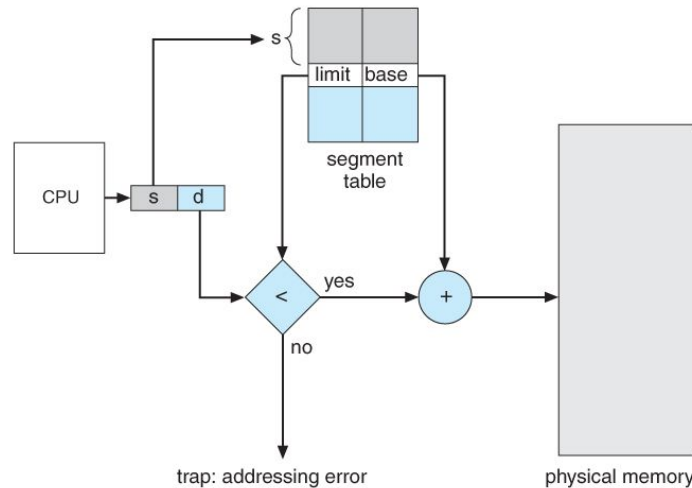 s
limit base
segment
table
CPU
s d
<
yes
+
no
trap: addressing error
physical memory